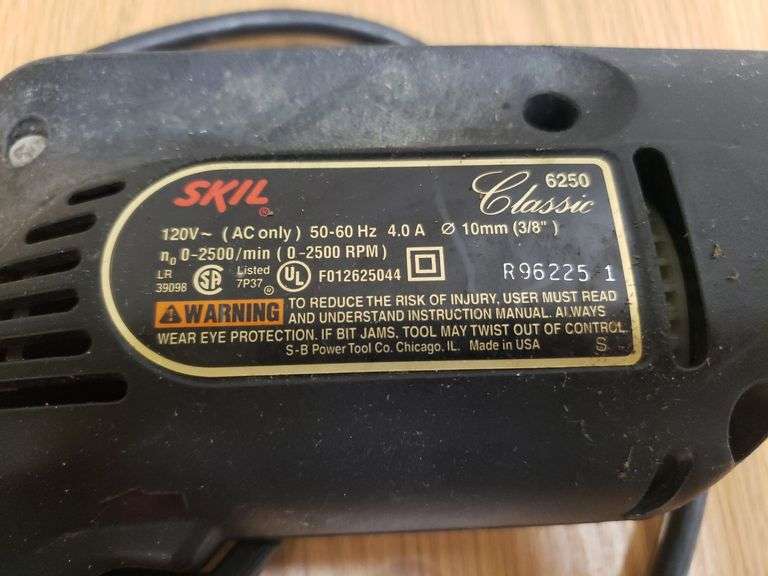 SKIL®
6250
Classic
120V~ (AC only) 50-60 Hz 4.0 A Ø 10mm (3/8")
n₀ 0-2500/min (0-2500 RPM)
LR
39098
SA
Listed
7P37
®
UL
F012625044
R96225 1
WARNING
TO REDUCE THE RISK OF INJURY, USER MUST READ
AND UNDERSTAND INSTRUCTION MANUAL. ALWAYS
WEAR EYE PROTECTION. IF BIT JAMS. TOOL MAY TWIST OUT OF CONTROL.
S-B Power Tool Co. Chicago, IL. Made in USA
S